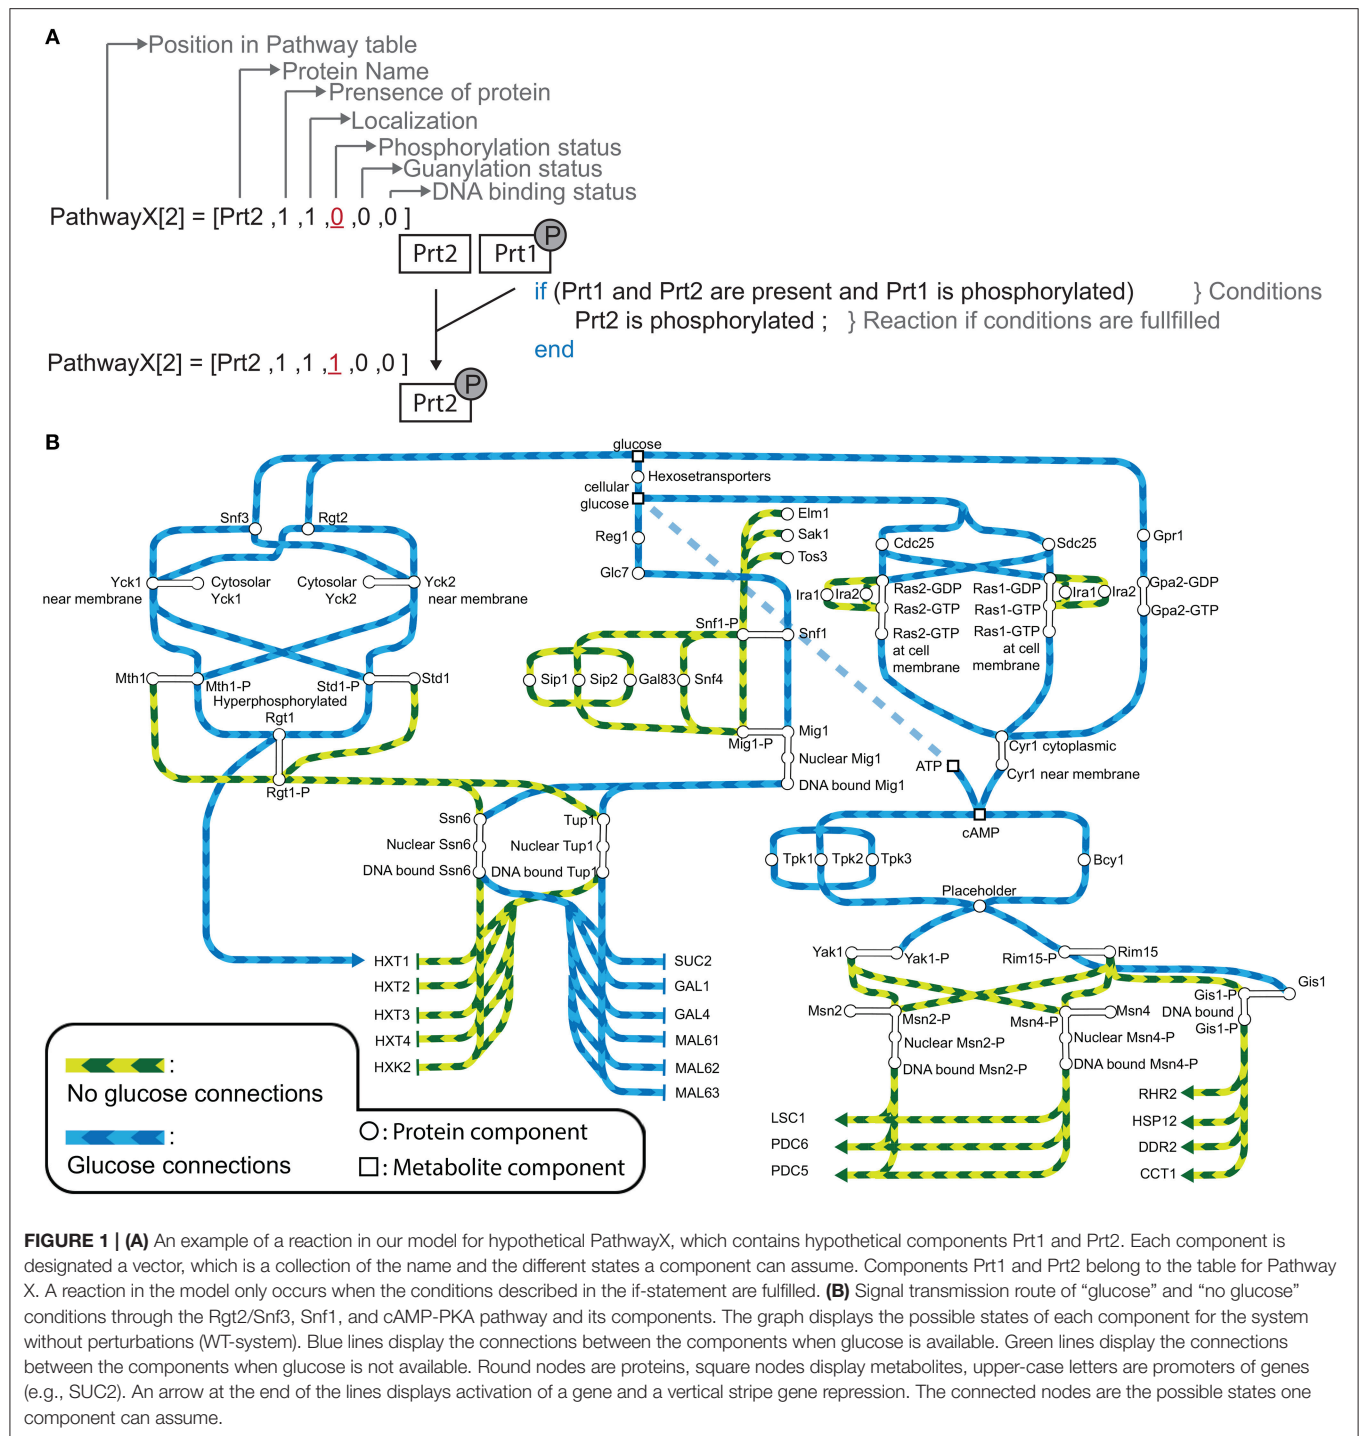 A
Position in Pathway table
Protein Name
Prensence of protein
Localization
Phosphorylation status
Guanylation status
DNA binding status
PathwayX[2] = [Prt2 ,1 ,1 ,0 ,0 ,0 ]
Prt2
Prt1
P
if (Prt1 and Prt2 are present and Prt1 is phosphorylated) } Conditions
Prt2 is phosphorylated ; } Reaction if conditions are fullfilled
end
PathwayX[2] = [Prt2 ,1 ,1 ,1 ,0 ,0 ]
Prt2
P
B
glucose
Hexosetransporters
cellular
glucose
Snf3
Rgt2
Reg1
Glc7
Elm1
Sak1
Tos3
Cdc25
Sdc25
Gpr1
Yck1
near membrane
Cytosolar
Yck1
Cytosolar
Yck2
Yck2
near membrane
Ira1
Ira2
Ras2-GDP
Ras2-GTP
Ras2-GTP
at cell
membrane
Ras1-GDP
Ras1-GTP
Ras1-GTP
at cell
membrane
Ira1
Ira2
Gpa2-GDP
Gpa2-GTP
Snf1-P
Snf1
Mth1
Mth1-P
Std1-P
Std1
Hyperphosphorylated
Rgt1
Rgt1-P
Sip1
Sip2
Gal83
Snf4
Mig1-P
Mig1
Nuclear Mig1
DNA bound Mig1
Cyr1 cytoplasmic
Cyr1 near membrane
ATP
cAMP
Ssn6
Nuclear Ssn6
DNA bound Ssn6
Tup1
Nuclear Tup1
DNA bound Tup1
Tpk1
Tpk2
Tpk3
Bcy1
Placeholder
Yak1
Yak1-P
Rim15-P
Rim15
HXT1
HXT2
HXT3
HXT4
HXK2
SUC2
GAL1
GAL4
MAL61
MAL62
MAL63
Msn2
Msn2-P
Nuclear Msn2-P
DNA bound Msn2-P
Msn4-P
Msn4
Nuclear Msn4-P
DNA bound Msn4-P
Gis1
Gis1-P
DNA bound
Gis1-P
LSC1
PDC6
PDC5
RHR2
HSP12
DDR2
CCT1
:
No glucose connections
:
Glucose connections
: Protein component
: Metabolite component
FIGURE 1 | (A) An example of a reaction in our model for hypothetical PathwayX, which contains hypothetical components Prt1 and Prt2. Each component is
designated a vector, which is a collection of the name and the different states a component can assume. Components Prt1 and Prt2 belong to the table for Pathway
X. A reaction in the model only occurs when the conditions described in the if-statement are fulfilled. (B) Signal transmission route of “glucose” and “no glucose”
conditions through the Rgt2/Snf3, Snf1, and cAMP-PKA pathway and its components. The graph displays the possible states of each component for the system
without perturbations (WT-system). Blue lines display the connections between the components when glucose is available. Green lines display the connections
between the components when glucose is not available. Round nodes are proteins, square nodes display metabolites, upper-case letters are promoters of genes
(e.g., SUC2). An arrow at the end of the lines displays activation of a gene and a vertical stripe gene repression. The connected nodes are the possible states one
component can assume.